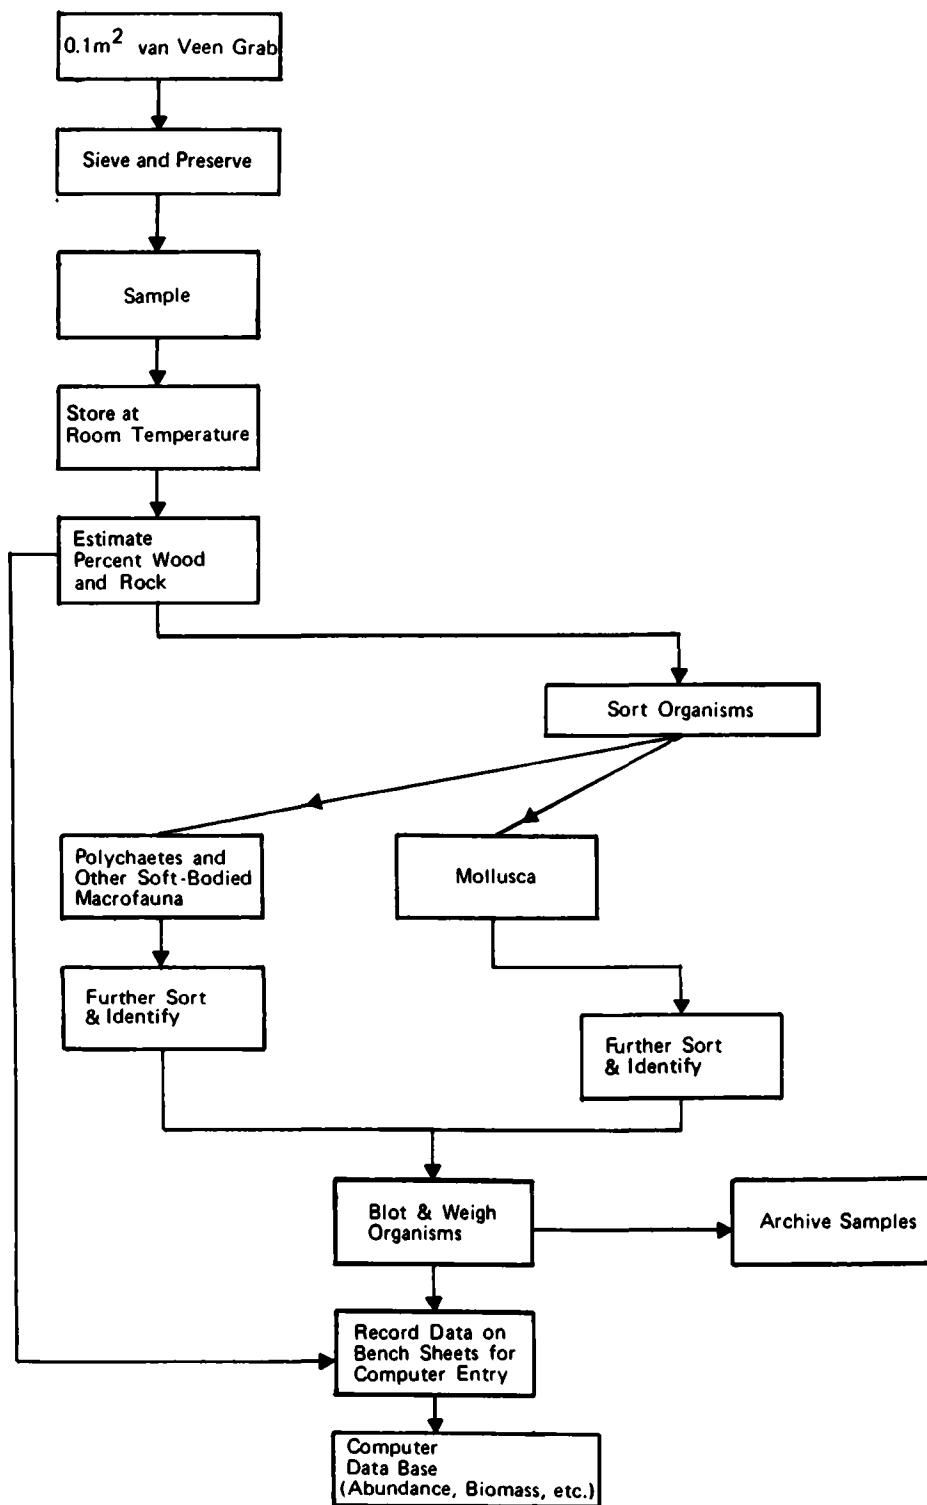 0.1m² van Veen Grab
Sieve and Preserve
Sample
Store at
Room Temperature
Estimate
Percent Wood
and Rock
Sort Organisms
Polychaetes and
Other Soft-Bodied
Macrofauna
Mollusca
Further Sort
& Identify
Further Sort
& Identify
Blot & Weigh
Organisms
Archive Samples
Record Data on
Bench Sheets for
Computer Entry
Computer
Data Base
(Abundance, Biomass, etc.)